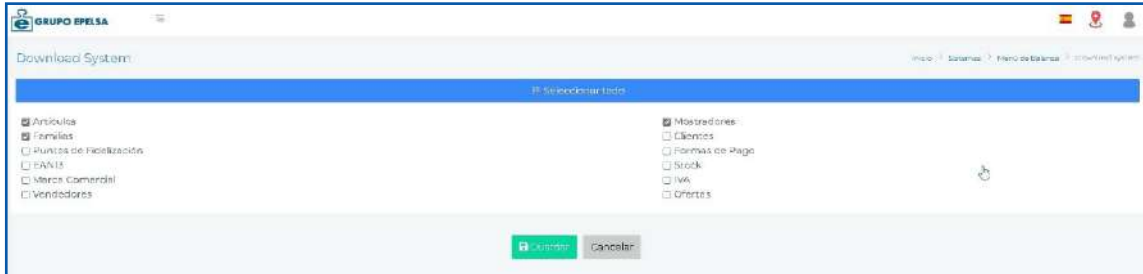 GRUPO EPELSA
Download System
Inicio Sistemas Menú de Balanza Download system
Seleccionar todo
Artículos
Familias
Puntos de Fidelización
EAN13
Marca Comercial
Vendedores
Mostradores
Clientes
Formas de Pago
Stock
IVA
Ofertas
Guardar Cancelar